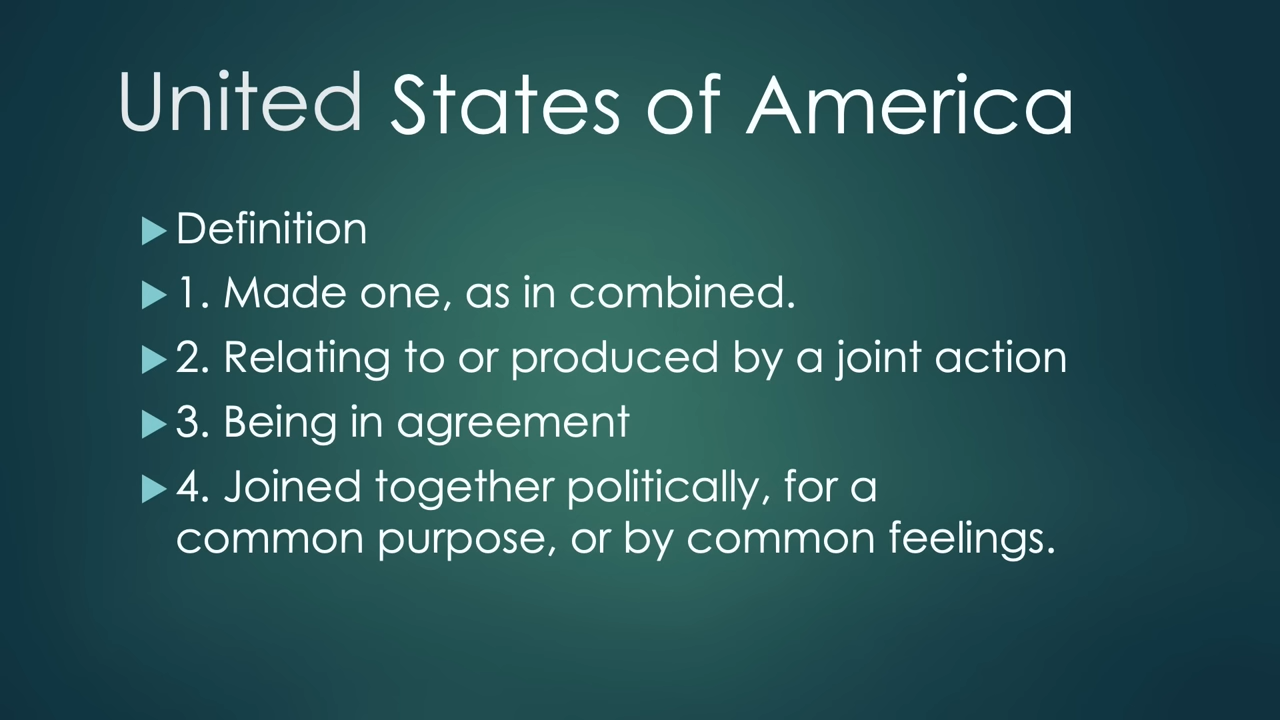 United States of America
Definition
1. Made one, as in combined.
2. Relating to or produced by a joint action
3. Being in agreement
4. Joined together politically, for a
common purpose, or by common feelings.